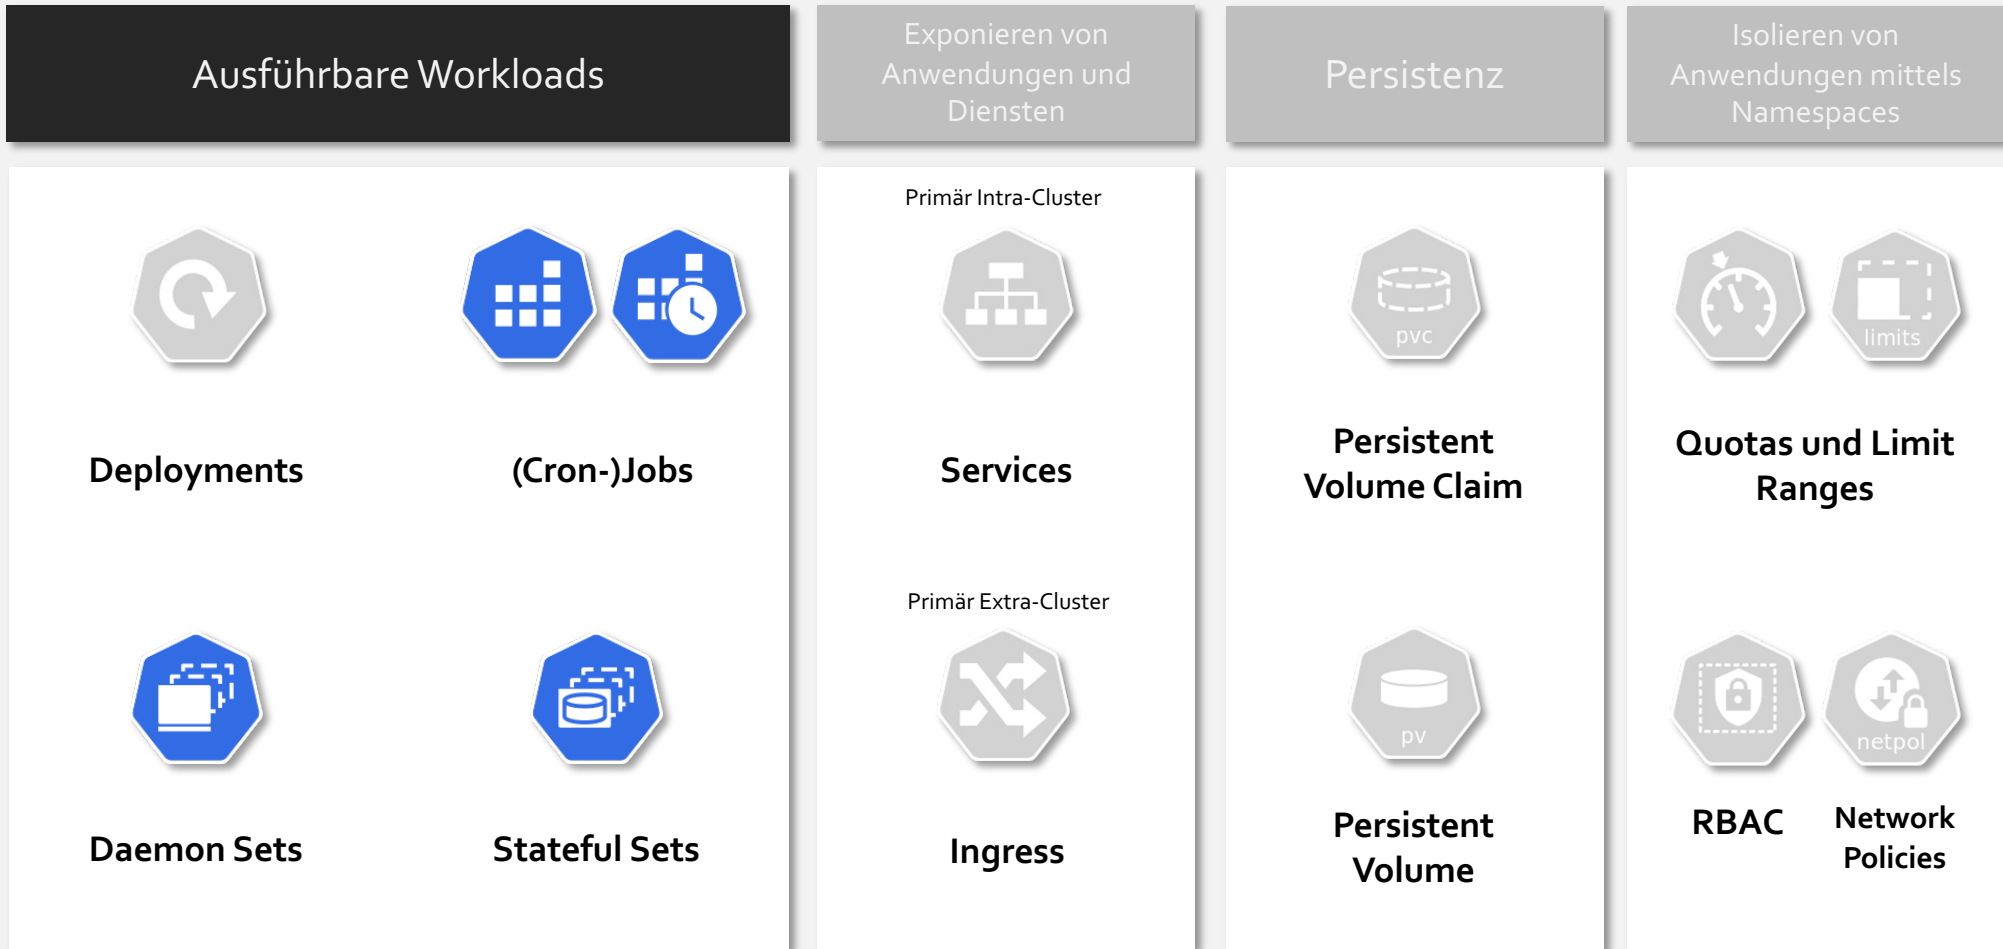 Ausführbare Workloads
Exponieren von
Anwendungen und
Diensten
Persistenz
Isolieren von
Anwendungen mittels
Namespaces
Deployments
(Cron-)Jobs
Daemon Sets
Stateful Sets
Primär Intra-Cluster
Services
Primär Extra-Cluster
Ingress
pvc
Persistent
Volume Claim
pv
Persistent
Volume
limits
Quotas und Limit
Ranges
netpol
RBAC
Network
Policies